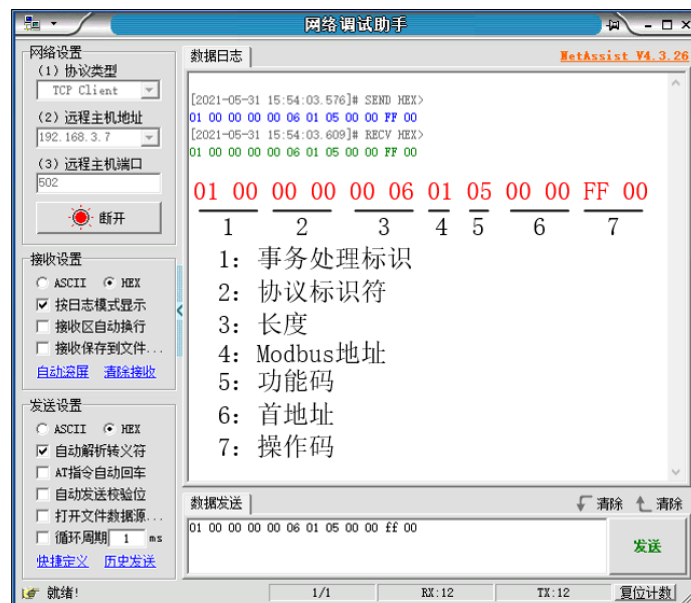 网络调试助手
网络设置
(1) 协议类型
TCP Client
(2) 远程主机地址
192.168.3.7
(3) 远程主机端口
502
断开
接收设置
ASCII HEX
按日志模式显示
接收区自动换行
接收保存到文件...
自动滚屏 清除接收
发送设置
ASCII HEX
自动解析转义符
AT指令自动回车
自动发送校验位
打开文件数据源...
循环周期 1 ms
快捷定义 历史发送
数据日志
NetAssist V4.3.26
[2021-05-31 15:54:03.576]# SEND HEX>
01 00 00 00 00 06 01 05 00 00 FF 00
[2021-05-31 15:54:03.609]# RECV HEX>
01 00 00 00 00 06 01 05 00 00 FF 00
01 00 00 00 00 06 01 05 00 00 FF 00
1 2 3 4 5 6 7
1: 事务处理标识
2: 协议标识符
3: 长度
4: Modbus地址
5: 功能码
6: 首地址
7: 操作码
数据发送
清除 清除
01 00 00 00 00 06 01 05 00 00 ff 00
发送
就绪! 1/1 RX:12 TX:12 复位计数